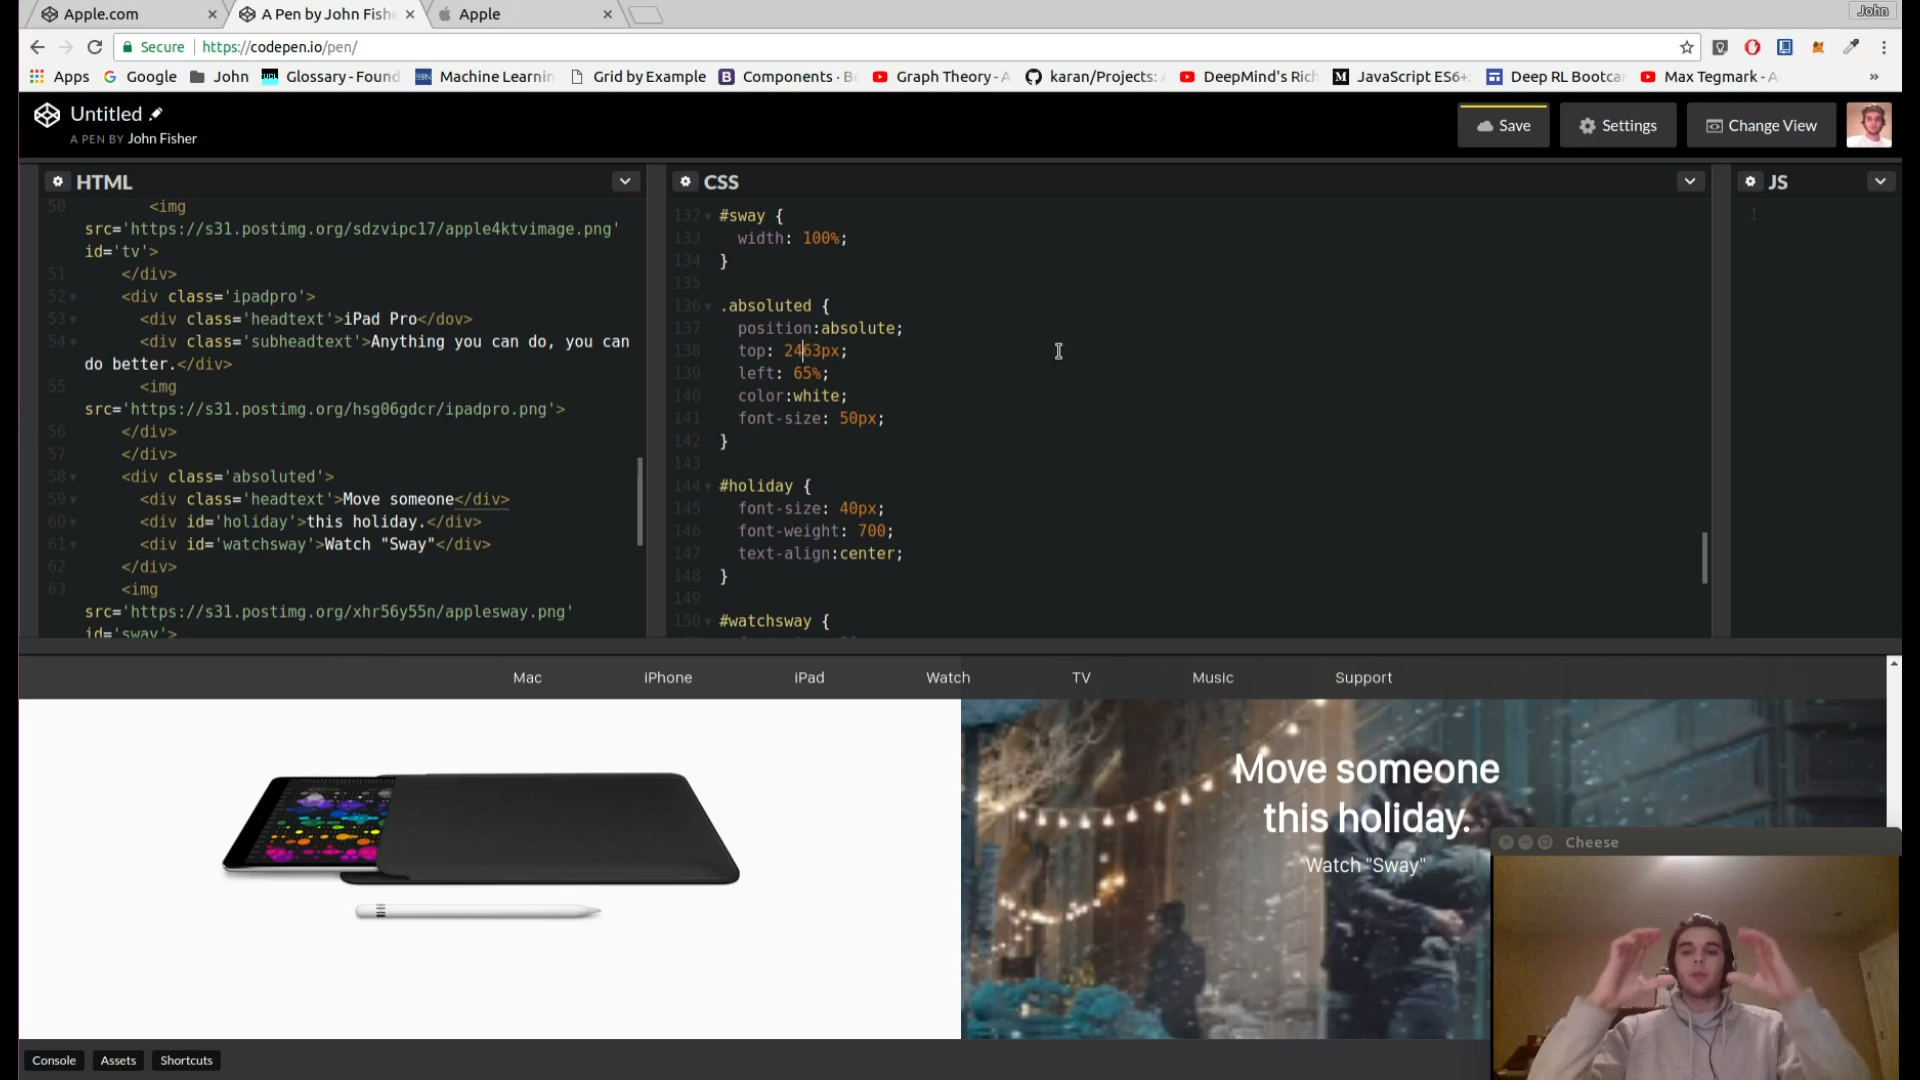 Apple.com
A Pen by John Fishe
Apple
John
Secure
https://codepen.io/pen/
Apps
Google
John
Glossary - Found
Machine Learnin
Grid by Example
Components · B
Graph Theory - A
karan/Projects:
DeepMind's Rich
JavaScript ES6+:
Deep RL Bootca
Max Tegmark - A
»
Untitled
A PEN BY John Fisher
Save
Settings
Change View
HTML
50 <img
src='https://s31.postimg.org/sdzvipc17/apple4ktvimage.png'
id='tv'>
51 </div>
52 <div class='ipadpro'>
53 <div class='headtext'>iPad Pro</dov>
54 <div class='subheadtext'>Anything you can do, you can
do better.</div>
55 <img
src='https://s31.postimg.org/hsg06gdcr/ipadpro.png'>
56 </div>
57 </div>
58 <div class='absoluted'>
59 <div class='headtext'>Move someone</div>
60 <div id='holiday'>this holiday.</div>
61 <div id='watchsway'>Watch "Sway"</div>
62 </div>
63 <img
src='https://s31.postimg.org/xhr56y55n/applesway.png'
id='sway'>
CSS
132 #sway {
133 width: 100%;
134 }
135
136 .absoluted {
137 position:absolute;
138 top: 2463px;
139 left: 65%;
140 color:white;
141 font-size: 50px;
142 }
143
144 #holiday {
145 font-size: 40px;
146 font-weight: 700;
147 text-align:center;
148 }
149
150 #watchsway {
JS
1
Mac
iPhone
iPad
Watch
TV
Music
Support
Move someone
this holiday.
Watch "Sway"
Cheese
Console
Assets
Shortcuts